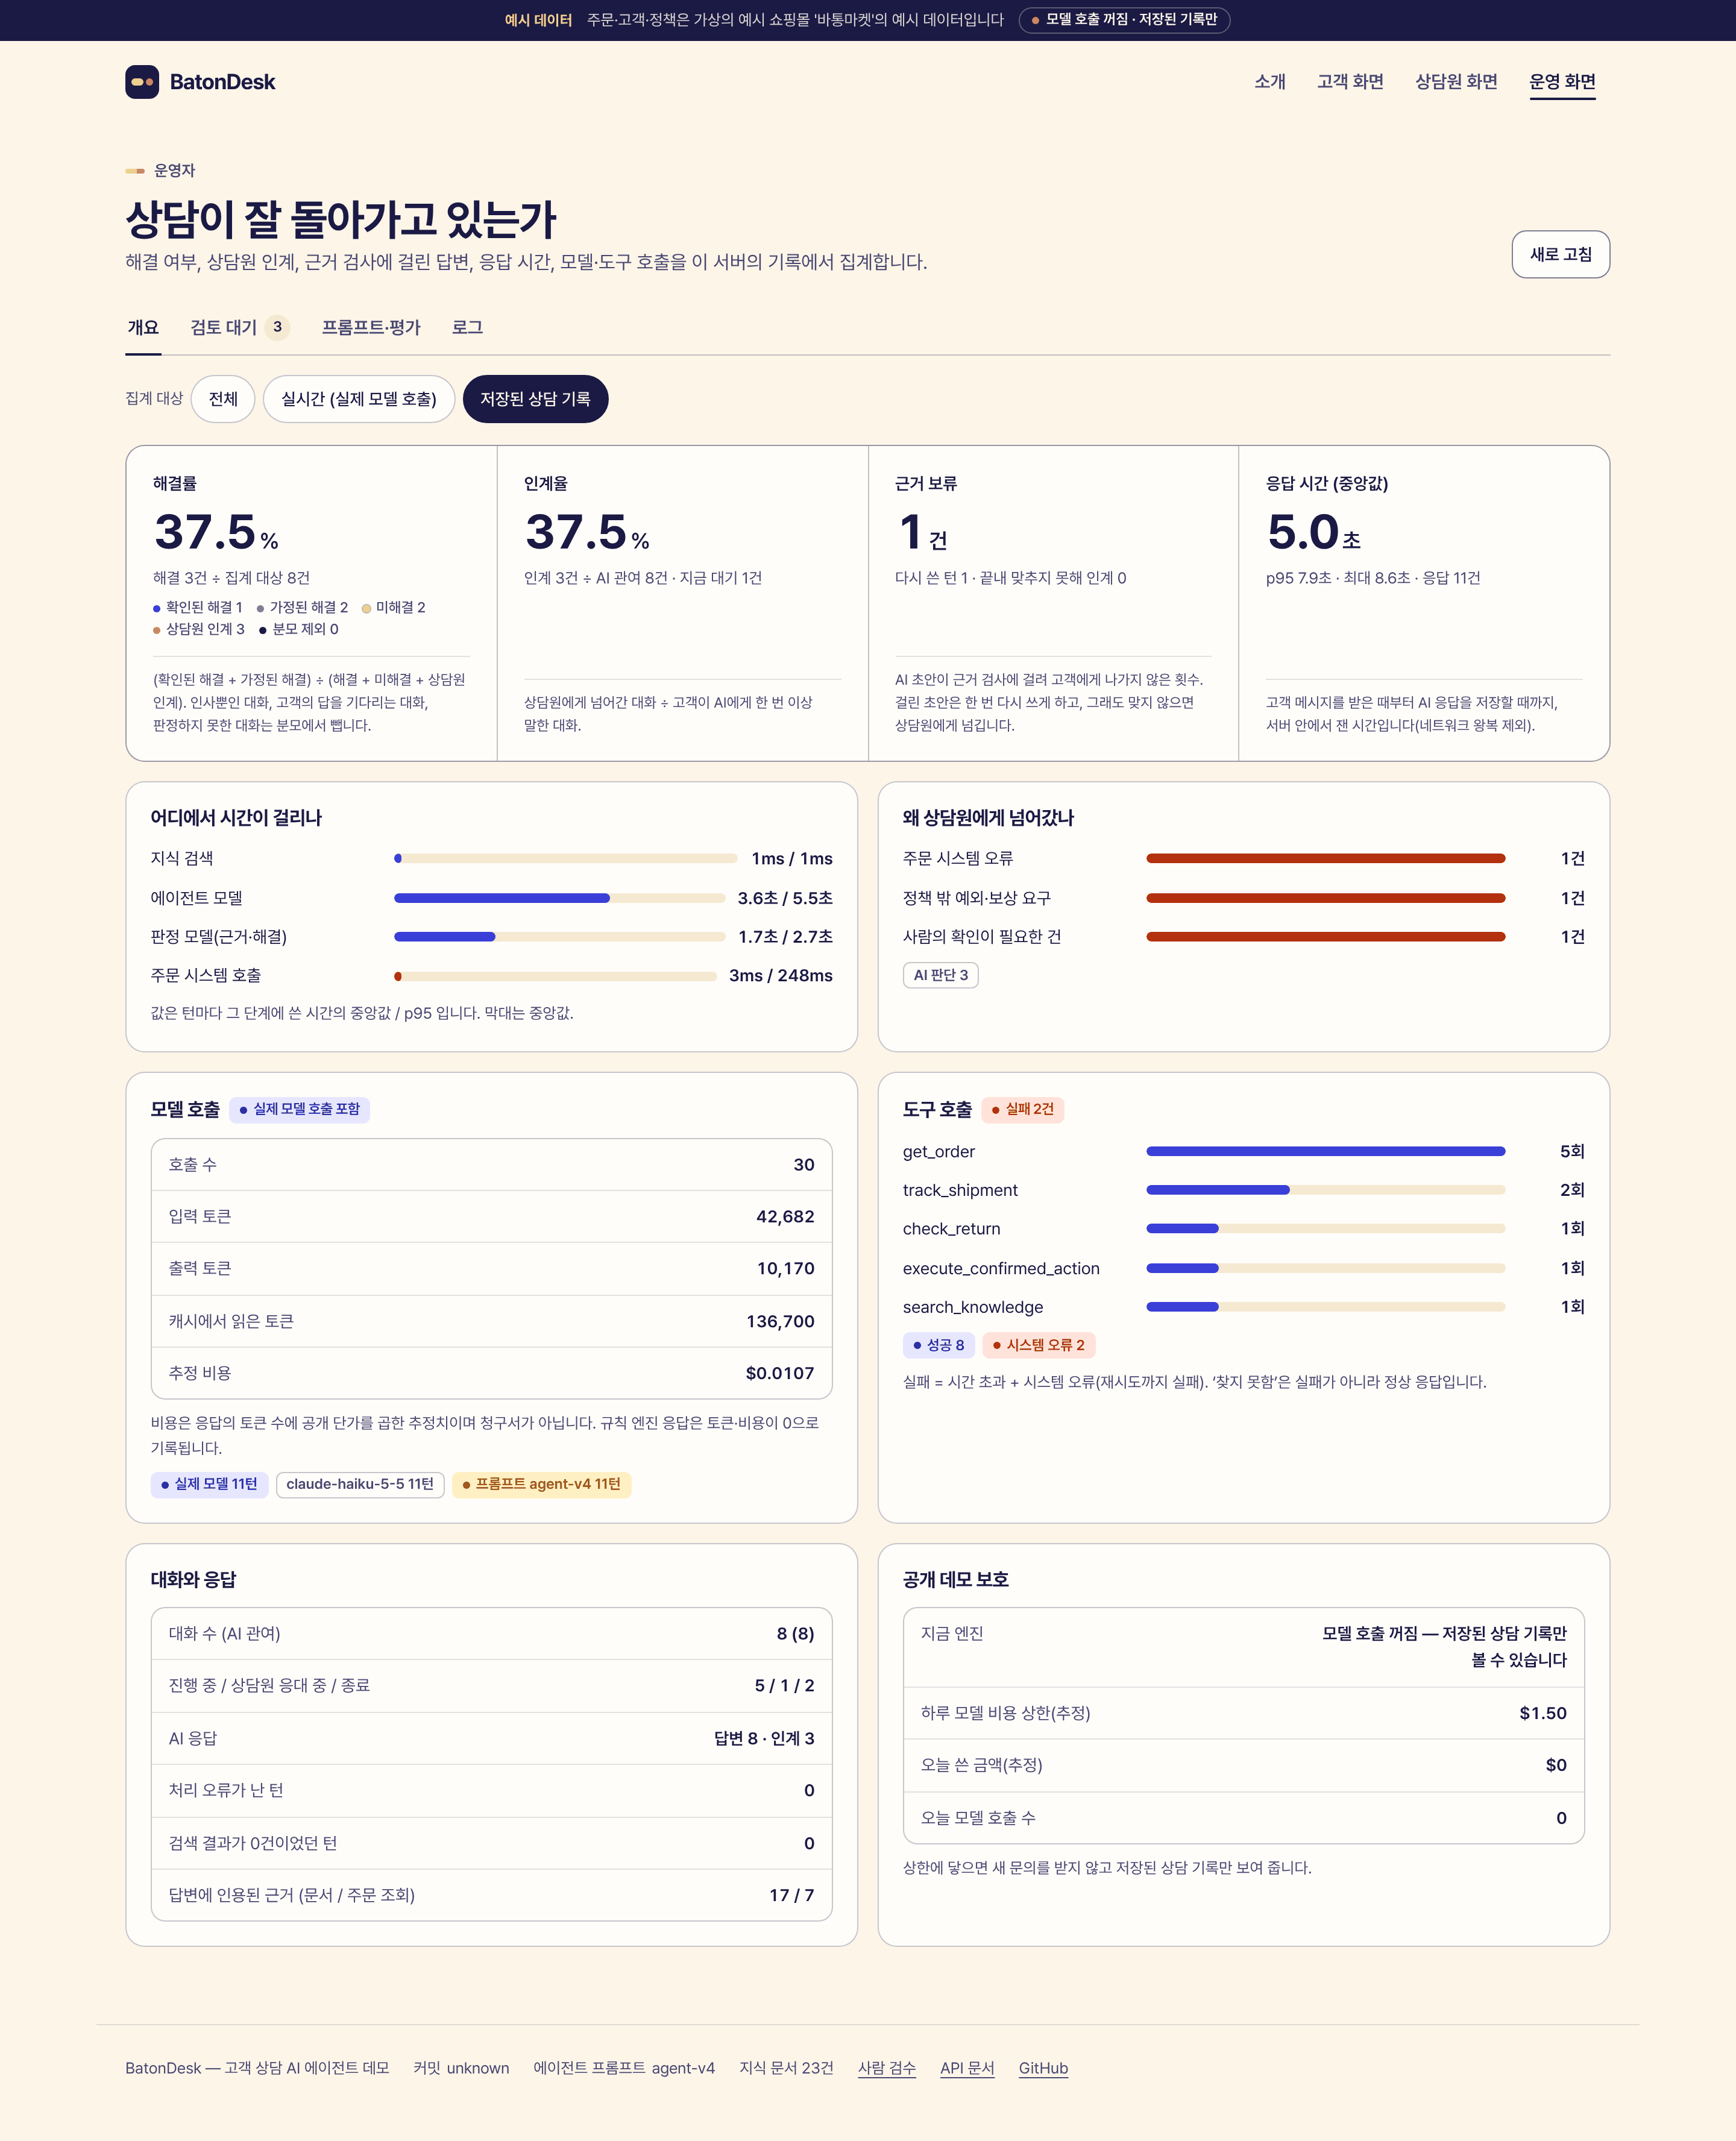 예시 데이터 주문·고객·정책은 가상의 예시 쇼핑몰 '바통마켓'의 예시 데이터입니다 모델 호출 꺼짐 · 저장된 기록만
BatonDesk 소개 고객 화면 상담원 화면 운영 화면
운영자
상담이 잘 돌아가고 있는가
해결 여부, 상담원 인계, 근거 검사에 걸린 답변, 응답 시간, 모델·도구 호출을 이 서버의 기록에서 집계합니다.
새로 고침
개요 검토 대기 3 프롬프트·평가 로그
집계 대상 전체 실시간 (실제 모델 호출) 저장된 상담 기록
해결률
37.5%
해결 3건 ÷ 집계 대상 8건
확인된 해결 1 가정된 해결 2 미해결 2
상담원 인계 3 분모 제외 0
(확인된 해결 + 가정된 해결) ÷ (해결 + 미해결 + 상담원
인계). 인사뿐인 대화, 고객의 답을 기다리는 대화,
판정하지 못한 대화는 분모에서 뺍니다.
인계율
37.5%
인계 3건 ÷ AI 관여 8건 · 지금 대기 1건
상담원에게 넘어간 대화 ÷ 고객이 AI에게 한 번 이상
말한 대화.
근거 보류
1 건
다시 쓴 턴 1 · 끝내 맞추지 못해 인계 0
AI 초안이 근거 검사에 걸려 고객에게 나가지 않은 횟수.
걸린 초안은 한 번 다시 쓰게 하고, 그래도 맞지 않으면
상담원에게 넘깁니다.
응답 시간 (중앙값)
5.0초
p95 7.9초 · 최대 8.6초 · 응답 11건
고객 메시지를 받은 때부터 AI 응답을 저장할 때까지,
서버 안에서 잰 시간입니다(네트워크 왕복 제외).
어디에서 시간이 걸리나
지식 검색 1ms / 1ms
에이전트 모델 3.6초 / 5.5초
판정 모델(근거·해결) 1.7초 / 2.7초
주문 시스템 호출 3ms / 248ms
값은 턴마다 그 단계에 쓴 시간의 중앙값 / p95 입니다. 막대는 중앙값.
왜 상담원에게 넘어갔나
주문 시스템 오류 1건
정책 밖 예외·보상 요구 1건
사람의 확인이 필요한 건 1건
AI 판단 3
모델 호출 실제 모델 호출 포함
호출 수 30
입력 토큰 42,682
출력 토큰 10,170
캐시에서 읽은 토큰 136,700
추정 비용 $0.0107
비용은 응답의 토큰 수에 공개 단가를 곱한 추정치이며 청구서가 아닙니다. 규칙 엔진 응답은 토큰·비용이 0으로
기록됩니다.
실제 모델 11턴 claude-haiku-5-5 11턴 프롬프트 agent-v4 11턴
도구 호출 실패 2건
get_order 5회
track_shipment 2회
check_return 1회
execute_confirmed_action 1회
search_knowledge 1회
성공 8 시스템 오류 2
실패 = 시간 초과 + 시스템 오류(재시도까지 실패). ‘찾지 못함’은 실패가 아니라 정상 응답입니다.
대화와 응답
대화 수 (AI 관여) 8 (8)
진행 중 / 상담원 응대 중 / 종료 5 / 1 / 2
AI 응답 답변 8 · 인계 3
처리 오류가 난 턴 0
검색 결과가 0건이었던 턴 0
답변에 인용된 근거 (문서 / 주문 조회) 17 / 7
공개 데모 보호
지금 엔진 모델 호출 꺼짐 — 저장된 상담 기록만
볼 수 있습니다
하루 모델 비용 상한(추정) $1.50
오늘 쓴 금액(추정) $0
오늘 모델 호출 수 0
상한에 닿으면 새 문의를 받지 않고 저장된 상담 기록만 보여 줍니다.
BatonDesk — 고객 상담 AI 에이전트 데모 커밋 unknown 에이전트 프롬프트 agent-v4 지식 문서 23건 사람 검수 API 문서 GitHub